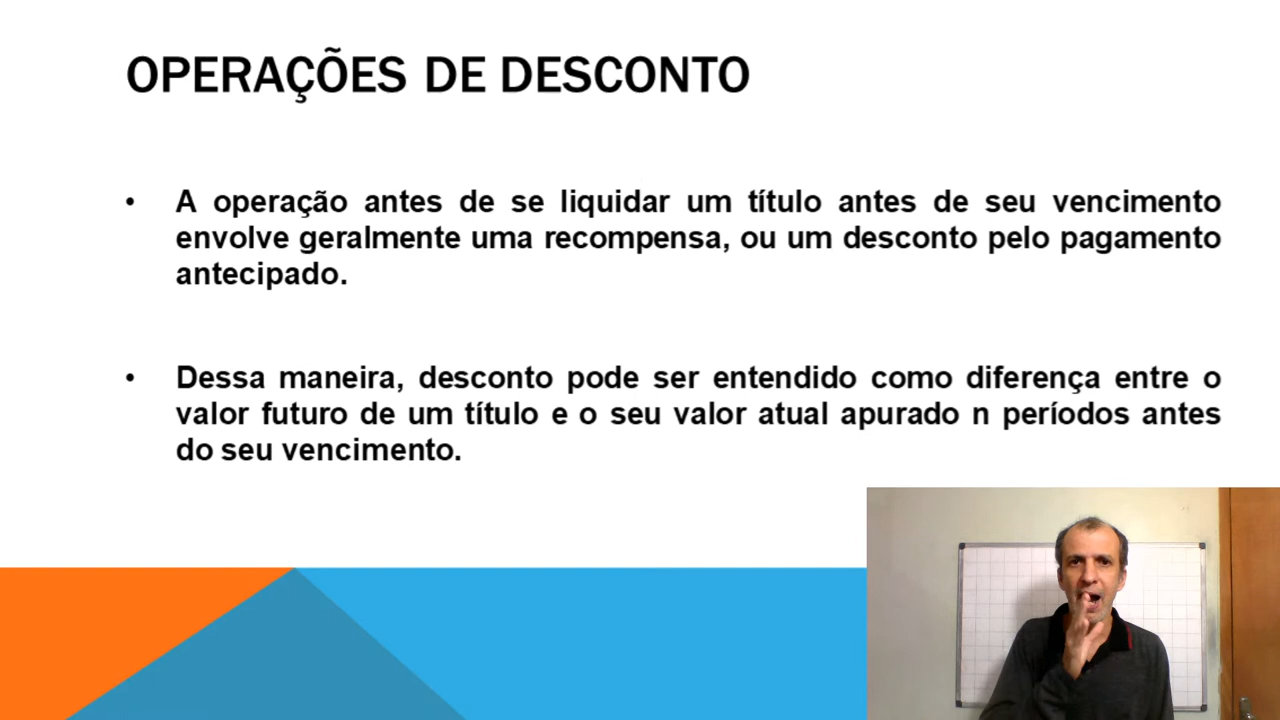 OPERAÇÕES DE DESCONTO
• A operação antes de se liquidar um título antes de seu vencimento
envolve geralmente uma recompensa, ou um desconto pelo pagamento
antecipado.
• Dessa maneira, desconto pode ser entendido como diferença entre o
valor futuro de um título e o seu valor atual apurado n períodos antes
do seu vencimento.